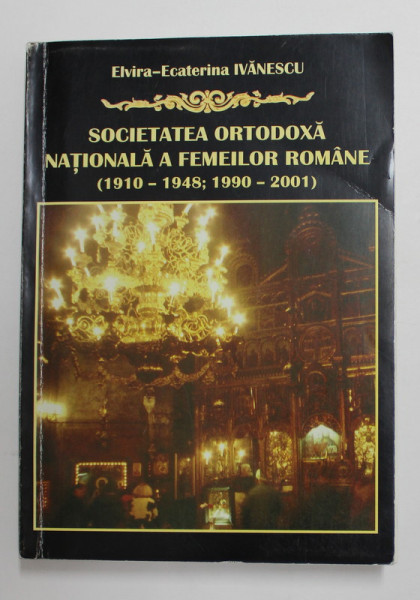 Elvira–Ecaterina IVĂNESCU
SOCIETATEA ORTODOXĂ
NAȚIONALĂ A FEMEILOR ROMÂNE
(1910 – 1948; 1990 – 2001)